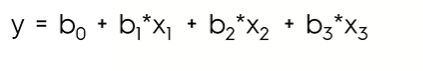 y = b₀ + b₁*x₁ + b₂*x₂ + b₃*x₃